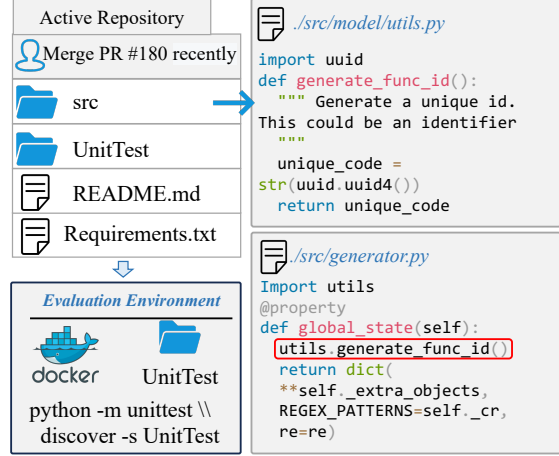 Active Repository
Merge PR #180 recently
src
UnitTest
README.md
Requirements.txt
Evaluation Environment
docker
UnitTest
python -m unittest \\
discover -s UnitTest
./src/model/utils.py
import uuid
def generate_func_id():
""" Generate a unique id.
This could be an identifier
"""
unique_code =
str(uuid.uuid4())
return unique_code
./src/generator.py
Import utils
@property
def global_state(self):
utils.generate_func_id()
return dict(
**self._extra_objects,
REGEX_PATTERNS=self._cr,
re=re)